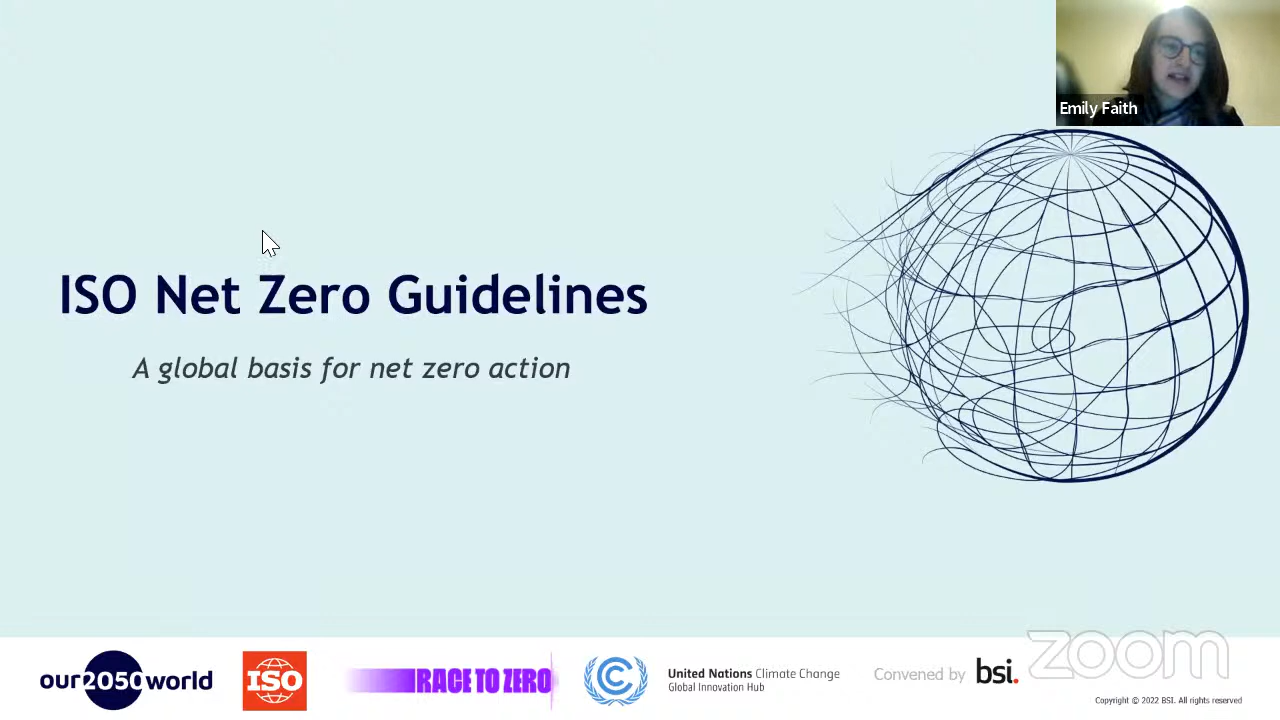 Emily Faith
ISO Net Zero Guidelines
A global basis for net zero action
our2050world
ISO
RACE TO ZERO
United Nations Climate Change
Global Innovation Hub
Convened by bsi.
zoom
Copyright © 2022 BSI. All rights reserved